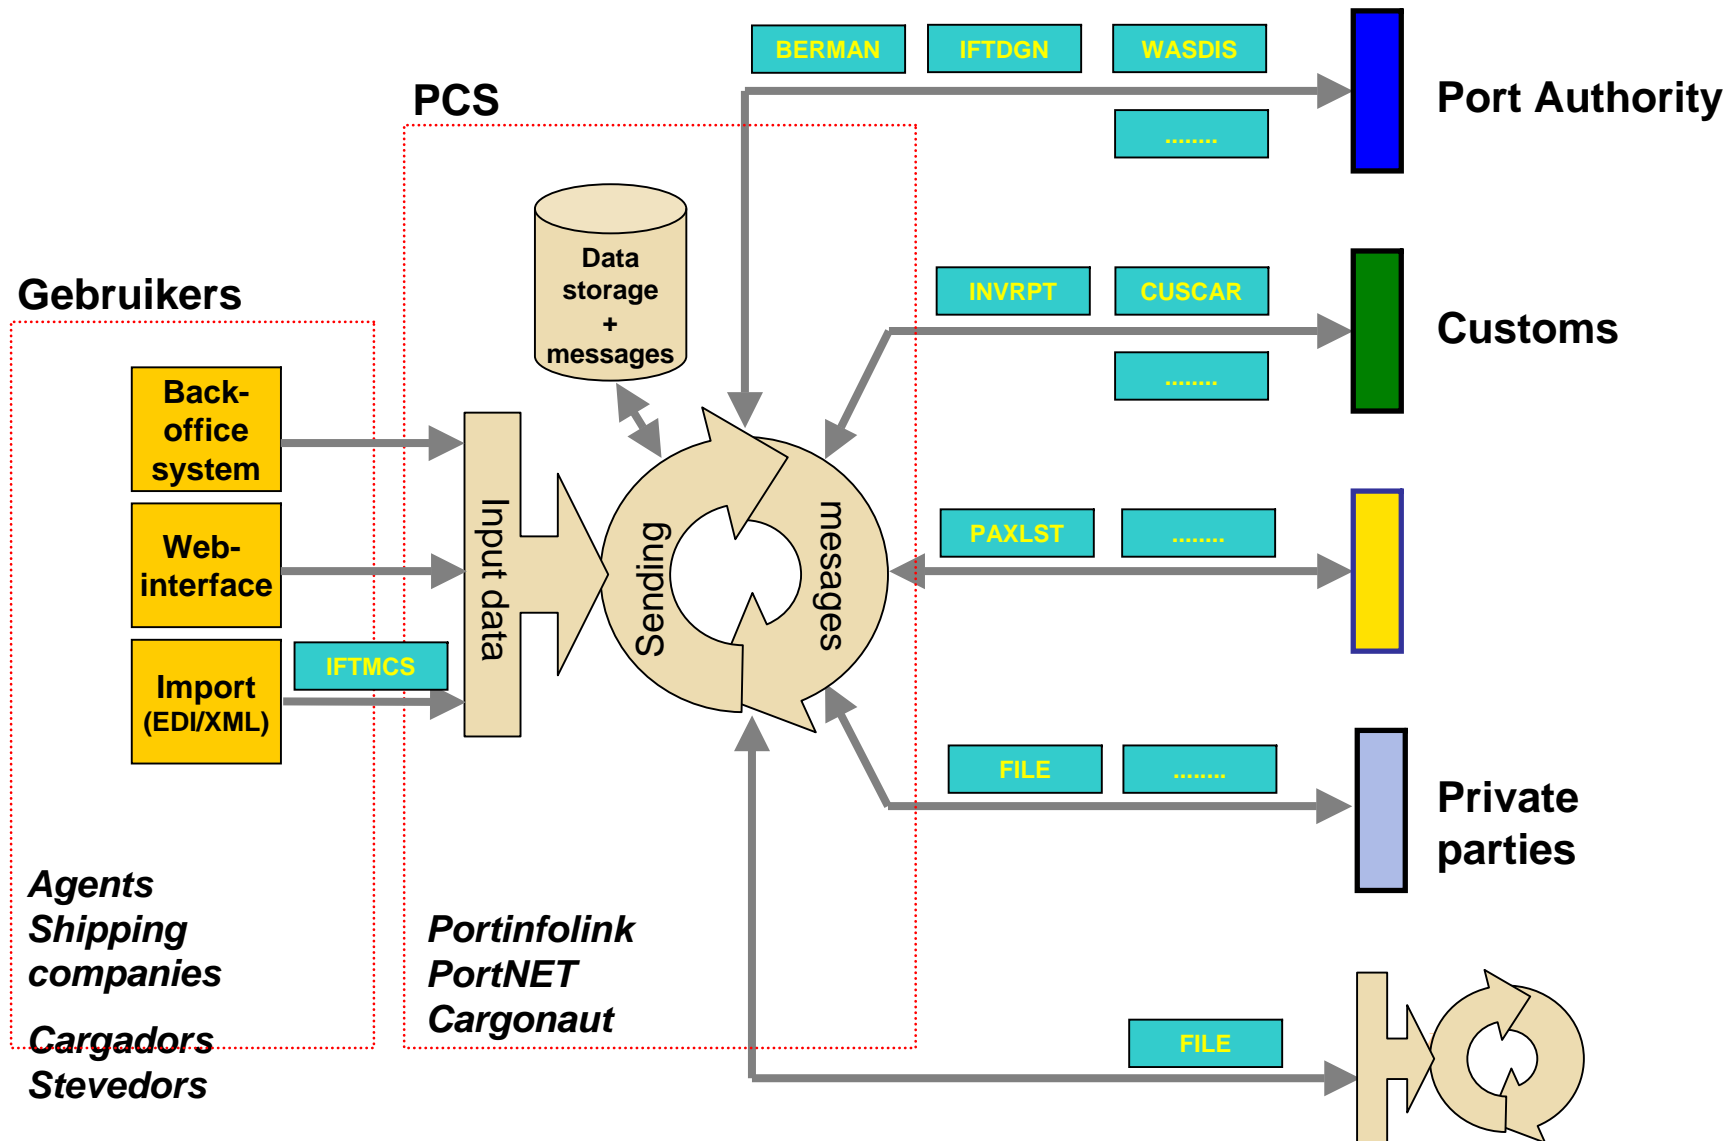 BERMAN
IFTDGN
WASDIS
Port Authority
........
PCS
Data
storage
+
messages
INVRPT
CUSCAR
Customs
........
Gebruikers
Back-
office
system
Web-
interface
Import
(EDI/XML)
IFTMCS
Input data
Sending
messages
PAXLST
........
FILE
........
Private
parties
Agents
Shipping
companies
Cargadors
Stevedors
Portinfolink
PortNET
Cargonaut
FILE